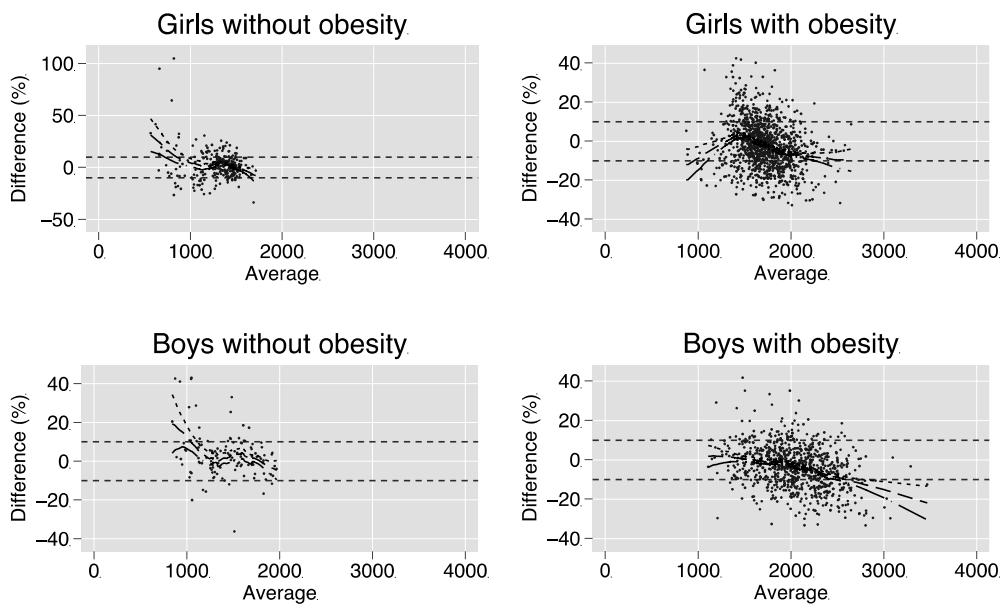 Girls without obesity
Difference (%)
100
50
0
−50
0 1000 2000 3000 4000
Average
Girls with obesity
Difference (%)
40
20
0
−20
−40
0 1000 2000 3000 4000
Average
Boys without obesity
Difference (%)
40
20
0
−20
−40
0 1000 2000 3000 4000
Average
Boys with obesity
Difference (%)
40
20
0
−20
−40
0 1000 2000 3000 4000
Average